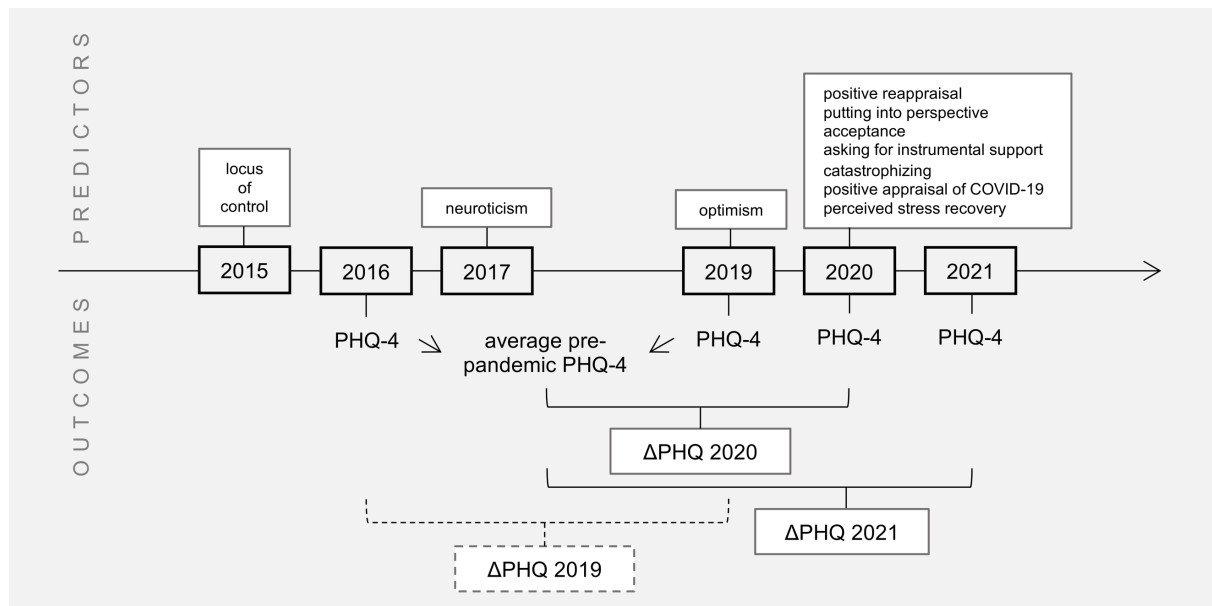 PREDICTORS
OUTCOMES
positive reappraisal
putting into perspective
acceptance
asking for instrumental support
catastrophizing
positive appraisal of COVID-19
perceived stress recovery
locus
of
control
neuroticism
optimism
2015
2016
2017
2019
2020
2021
PHQ-4
average pre-
pandemic PHQ-4
PHQ-4
PHQ-4
PHQ-4
ΔPHQ 2020
ΔPHQ 2021
ΔPHQ 2019